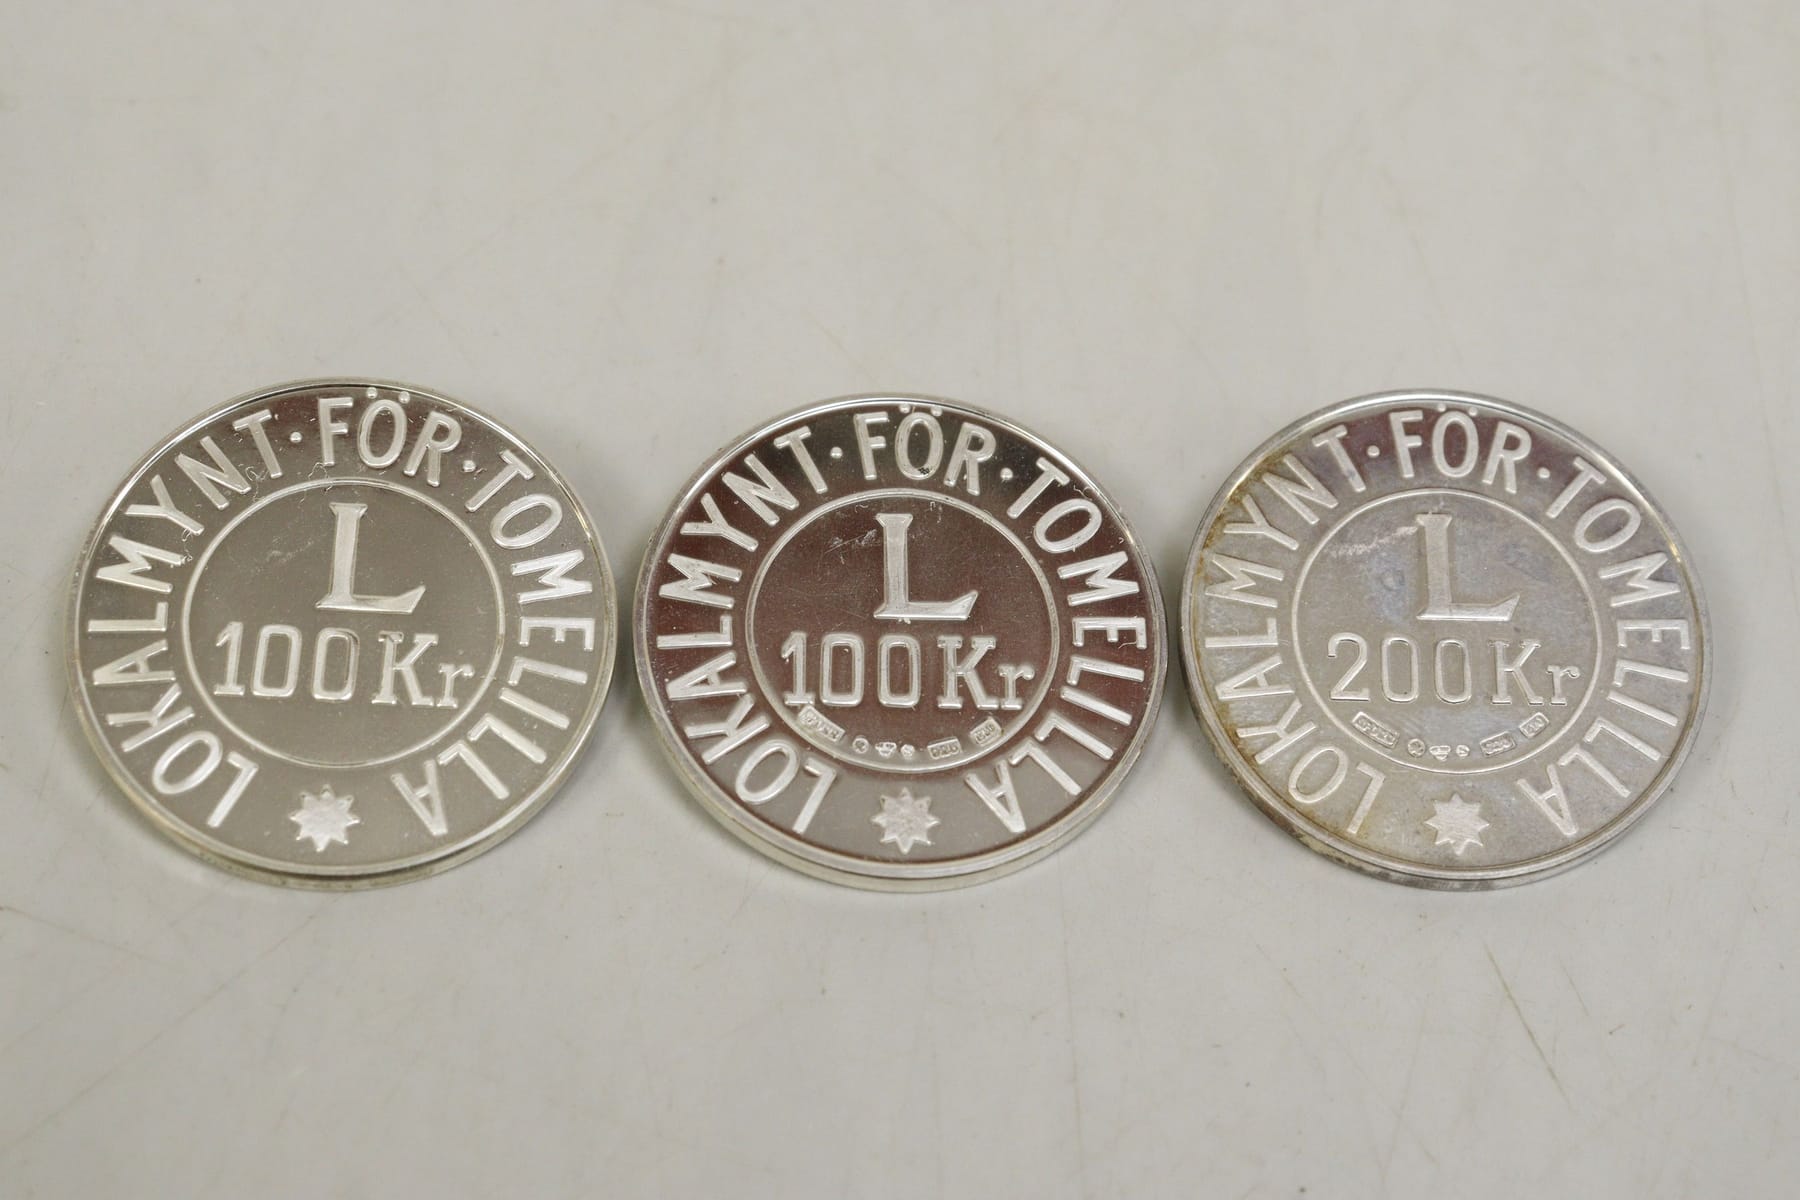 LOKALMYNT · FÖR · TOMELILLA
L
100 Kr
LOKALMYNT · FÖR · TOMELILLA
L
100 Kr
LOKALMYNT · FÖR · TOMELILLA
L
200 Kr